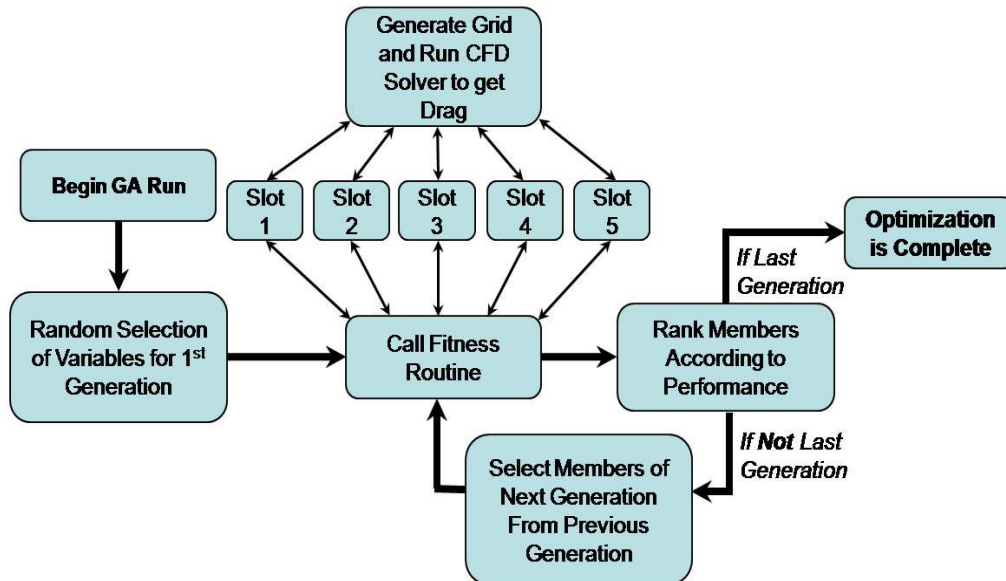 Generate Grid
and Run CFD
Solver to get
Drag
Begin GA Run
Slot
1
Slot
2
Slot
3
Slot
4
Slot
5
Optimization
is Complete
If Last
Generation
Random Selection
of Variables for 1st
Generation
Call Fitness
Routine
Rank Members
According to
Performance
If Not Last
Generation
Select Members of
Next Generation
From Previous
Generation